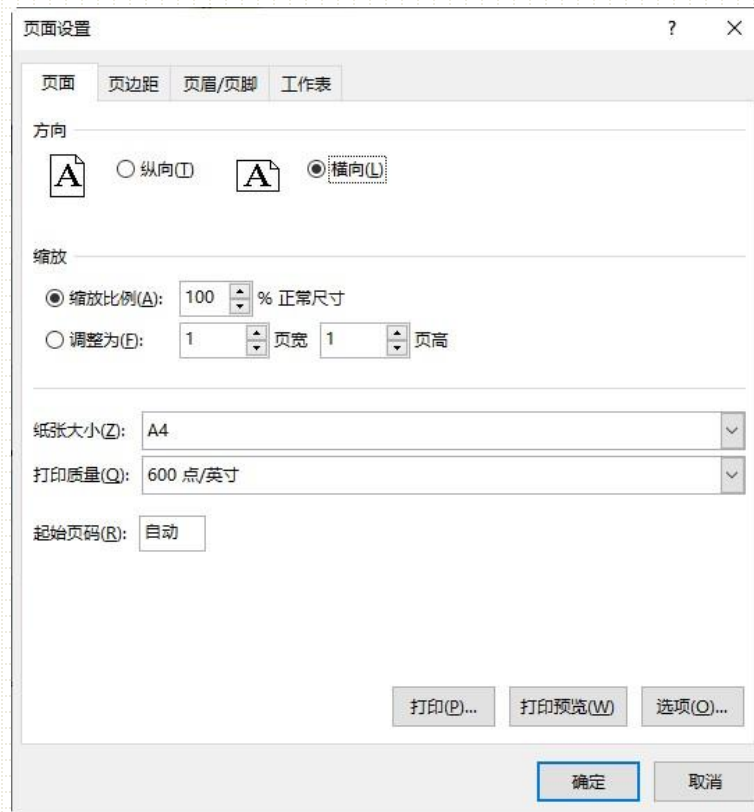 页面设置 ? ×
页面 页边距 页眉/页脚 工作表
方向
A 纵向(T) A 横向(L)
缩放
缩放比例(A): 100 % 正常尺寸
调整为(F): 1 页宽 1 页高
纸张大小(Z): A4
打印质量(Q): 600 点/英寸
起始页码(R): 自动
打印(P)... 打印预览(W) 选项(O)...
确定 取消